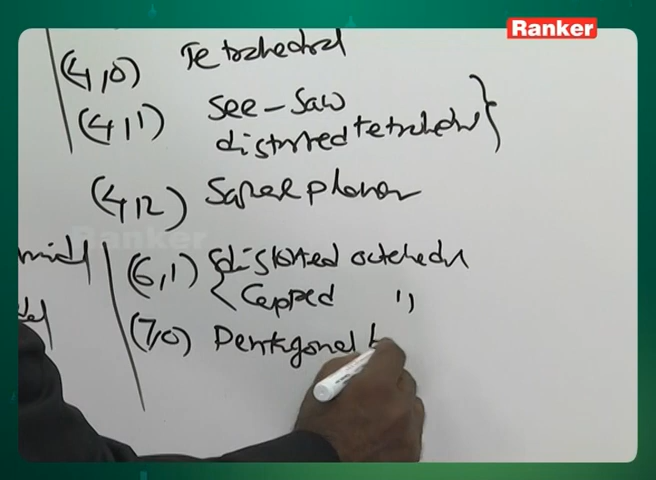 Ranker
(4,0) Tetrahedral
(4,1) See-Saw
distorted tetrahedral
(4,2) Square planar
(6,1) distorted octahedral
Capped "
(7,0) Pentagonal b
Ranker